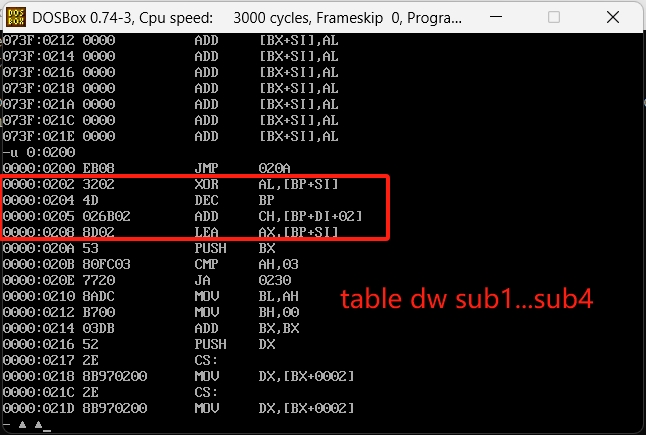 DOSBox 0.74-3, Cpu speed:    3000 cycles, Frameskip  0, Progra...
073F:0212 0000          ADD     [BX+SI],AL
073F:0214 0000          ADD     [BX+SI],AL
073F:0216 0000          ADD     [BX+SI],AL
073F:0218 0000          ADD     [BX+SI],AL
073F:021A 0000          ADD     [BX+SI],AL
073F:021C 0000          ADD     [BX+SI],AL
073F:021E 0000          ADD     [BX+SI],AL
-u 0:0200
0000:0200 EB08          JMP     020A
0000:0202 3202          XOR     AL,[BP+SI]
0000:0204 4D            DEC     BP
0000:0205 026B02        ADD     CH,[BP+DI+02]
0000:0208 8D02          LEA     AX,[BP+SI]
0000:020A 53            PUSH    BX
0000:020B 80FC03        CMP     AH,03
0000:020E 7720          JA      0230
0000:0210 8ADC          MOV     BL,AH
0000:0212 B700          MOV     BH,00
0000:0214 03DB          ADD     BX,BX
0000:0216 52            PUSH    DX
0000:0217 2E            CS:
0000:0218 8B970200      MOV     DX,[BX+0002]
0000:021C 2E            CS:
0000:021D 8B970200      MOV     DX,[BX+0002]
- ▲ ▲_
table dw sub1...sub4